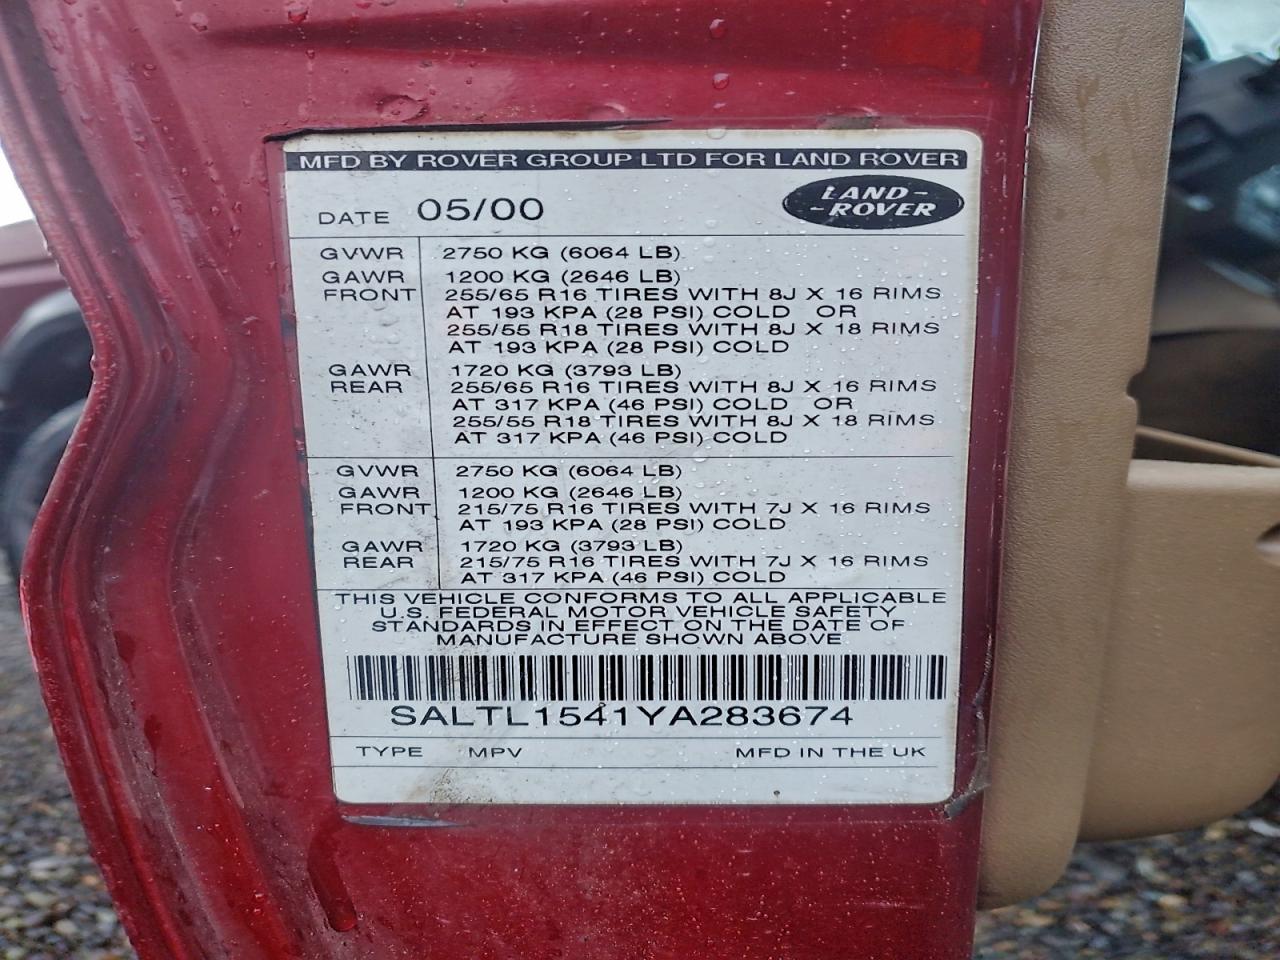 MFD BY ROVER GROUP LTD FOR LAND ROVER
DATE 05/00
LAND-
-ROVER
GVWR 2750 KG (6064 LB)
GAWR 1200 KG (2646 LB)
FRONT 255/65 R16 TIRES WITH 8J X 16 RIMS
AT 193 KPA (28 PSI) COLD OR
255/55 R18 TIRES WITH 8J X 18 RIMS
AT 193 KPA (28 PSI) COLD
GAWR 1720 KG (3793 LB)
REAR 255/65 R16 TIRES WITH 8J X 16 RIMS
AT 317 KPA (46 PSI) COLD OR
255/55 R18 TIRES WITH 8J X 18 RIMS
AT 317 KPA (46 PSI) COLD
GVWR 2750 KG (6064 LB)
GAWR 1200 KG (2646 LB)
FRONT 215/75 R16 TIRES WITH 7J X 16 RIMS
AT 193 KPA (28 PSI) COLD
GAWR 1720 KG (3793 LB)
REAR 215/75 R16 TIRES WITH 7J X 16 RIMS
AT 317 KPA (46 PSI) COLD
THIS VEHICLE CONFORMS TO ALL APPLICABLE
U.S. FEDERAL MOTOR VEHICLE SAFETY
STANDARDS IN EFFECT ON THE DATE OF
MANUFACTURE SHOWN ABOVE
SALTL1541YA283674
TYPE MPV MFD IN THE UK